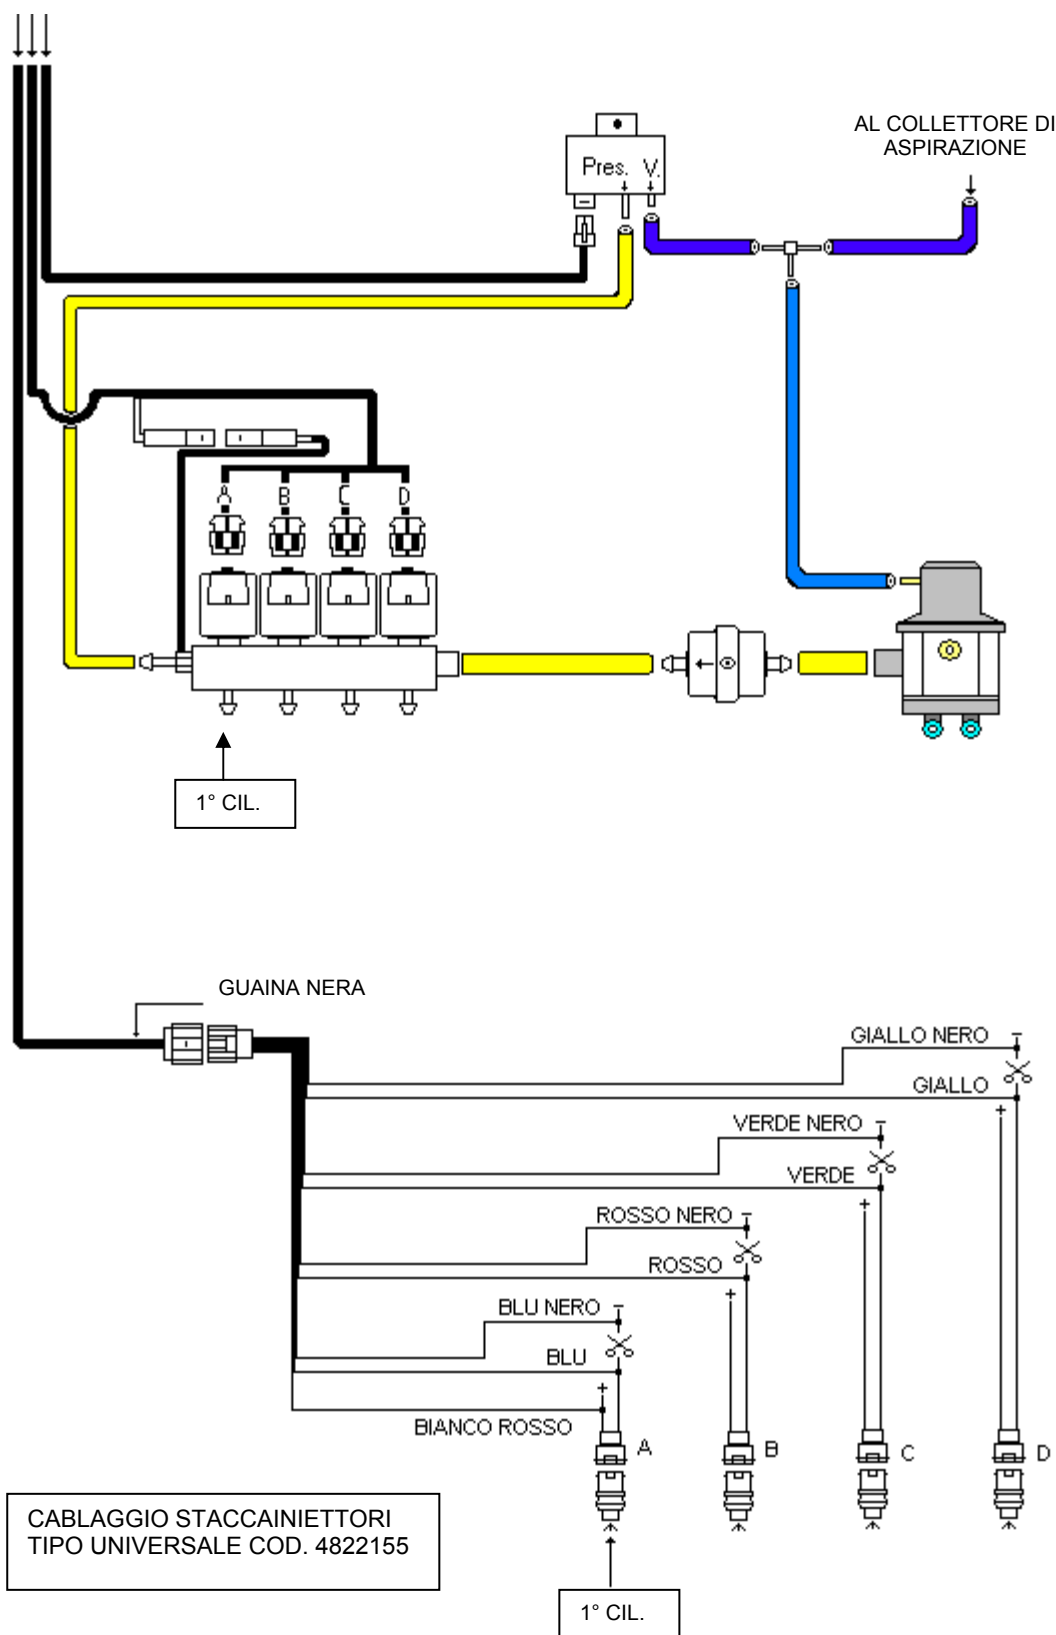 AL COLLETTORE DI
ASPIRAZIONE
Pres. V.
A B C D
1° CIL.
GUAINA NERA
GIALLO NERO
GIALLO
VERDE NERO
VERDE
ROSSO NERO
ROSSO
BLU NERO
BLU
BIANCO ROSSO
A B C D
CABLAGGIO STACCAINIETTORI
TIPO UNIVERSALE COD. 4822155
1° CIL.